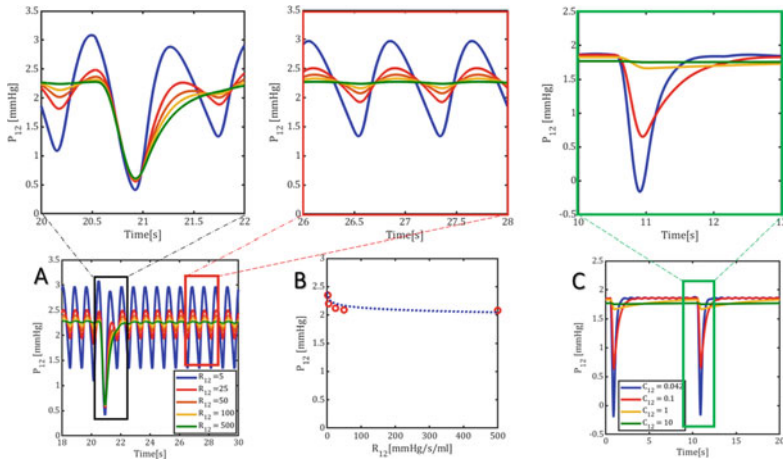 P12 [mmHg]
3.5
3
2.5
2
1.5
1
0.5
0
20 20.5 21 21.5 22
Time[s]
P12 [mmHg]
3.5
3
2.5
2
1.5
1
0.5
0
26 26.5 27 27.5 28
Time[s]
P12 [mmHg]
2.5
2
1.5
1
0.5
0
-0.5
10 11 12 13
Time[s]
A
P12 [mmHg]
3.5
3
2.5
2
1.5
1
0.5
0
18 20 22 24 26 28 30
Time[s]
R12 =5
R12 =25
R12 =50
R12 =100
R12 =500
B
P12 [mmHg]
3
2.5
2
1.5
1
0.5
0
0 100 200 300 400 500
R12[mmHg/s/ml]
C
P12 [mmHg]
2.5
2
1.5
1
0.5
0
-0.5
0 5 10 15 20
Time[s]
C12 = 0.042
C12 = 0.1
C12 = 1
C12 = 10